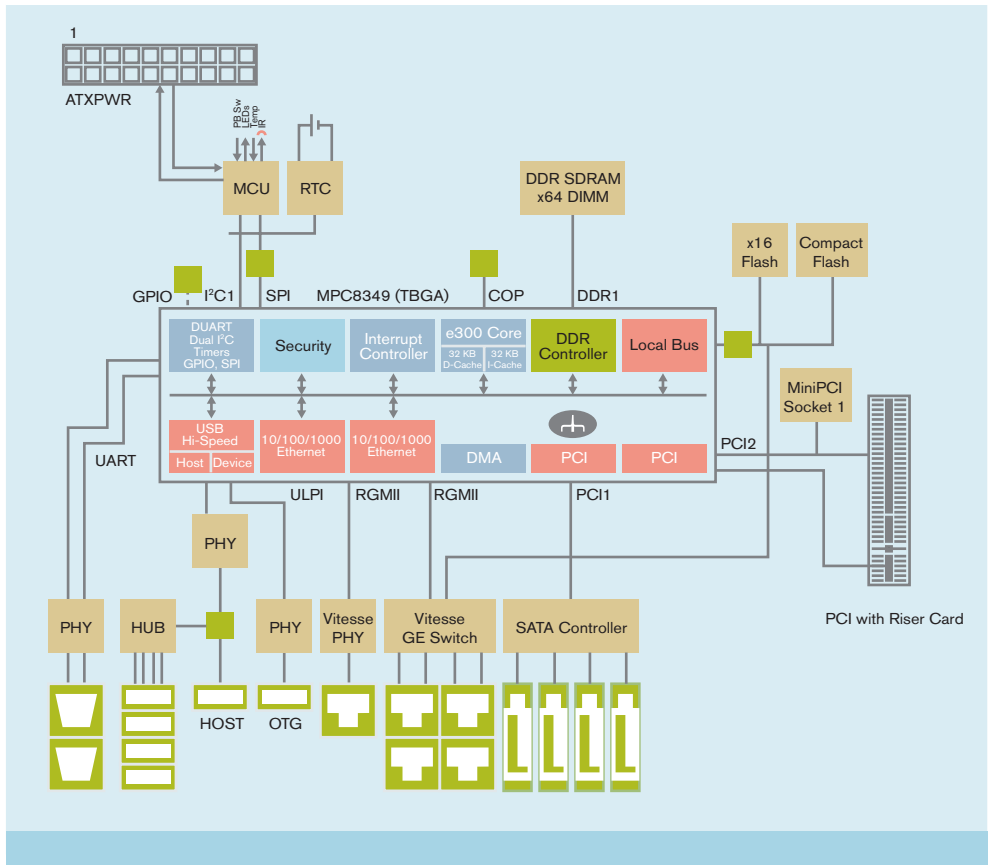 1
ATXPWR
PB Sw
LEDs
Temp
IR
MCU
RTC
DDR SDRAM
x64 DIMM
x16
Flash
Compact
Flash
GPIO
I²C1
SPI
MPC8349 (TBGA)
COP
DDR1
DUART
Dual I²C
Timers
GPIO, SPI
Security
Interrupt
Controller
e300 Core
32 KB
D-Cache
32 KB
I-Cache
DDR
Controller
Local Bus
MiniPCI
Socket 1
USB
Hi-Speed
Host
Device
10/100/1000
Ethernet
10/100/1000
Ethernet
DMA
PCI
PCI
PCI2
UART
ULPI
RGMII
RGMII
PCI1
PHY
PHY
HUB
PHY
Vitesse
PHY
Vitesse
GE Switch
SATA Controller
PCI with Riser Card
HOST
OTG